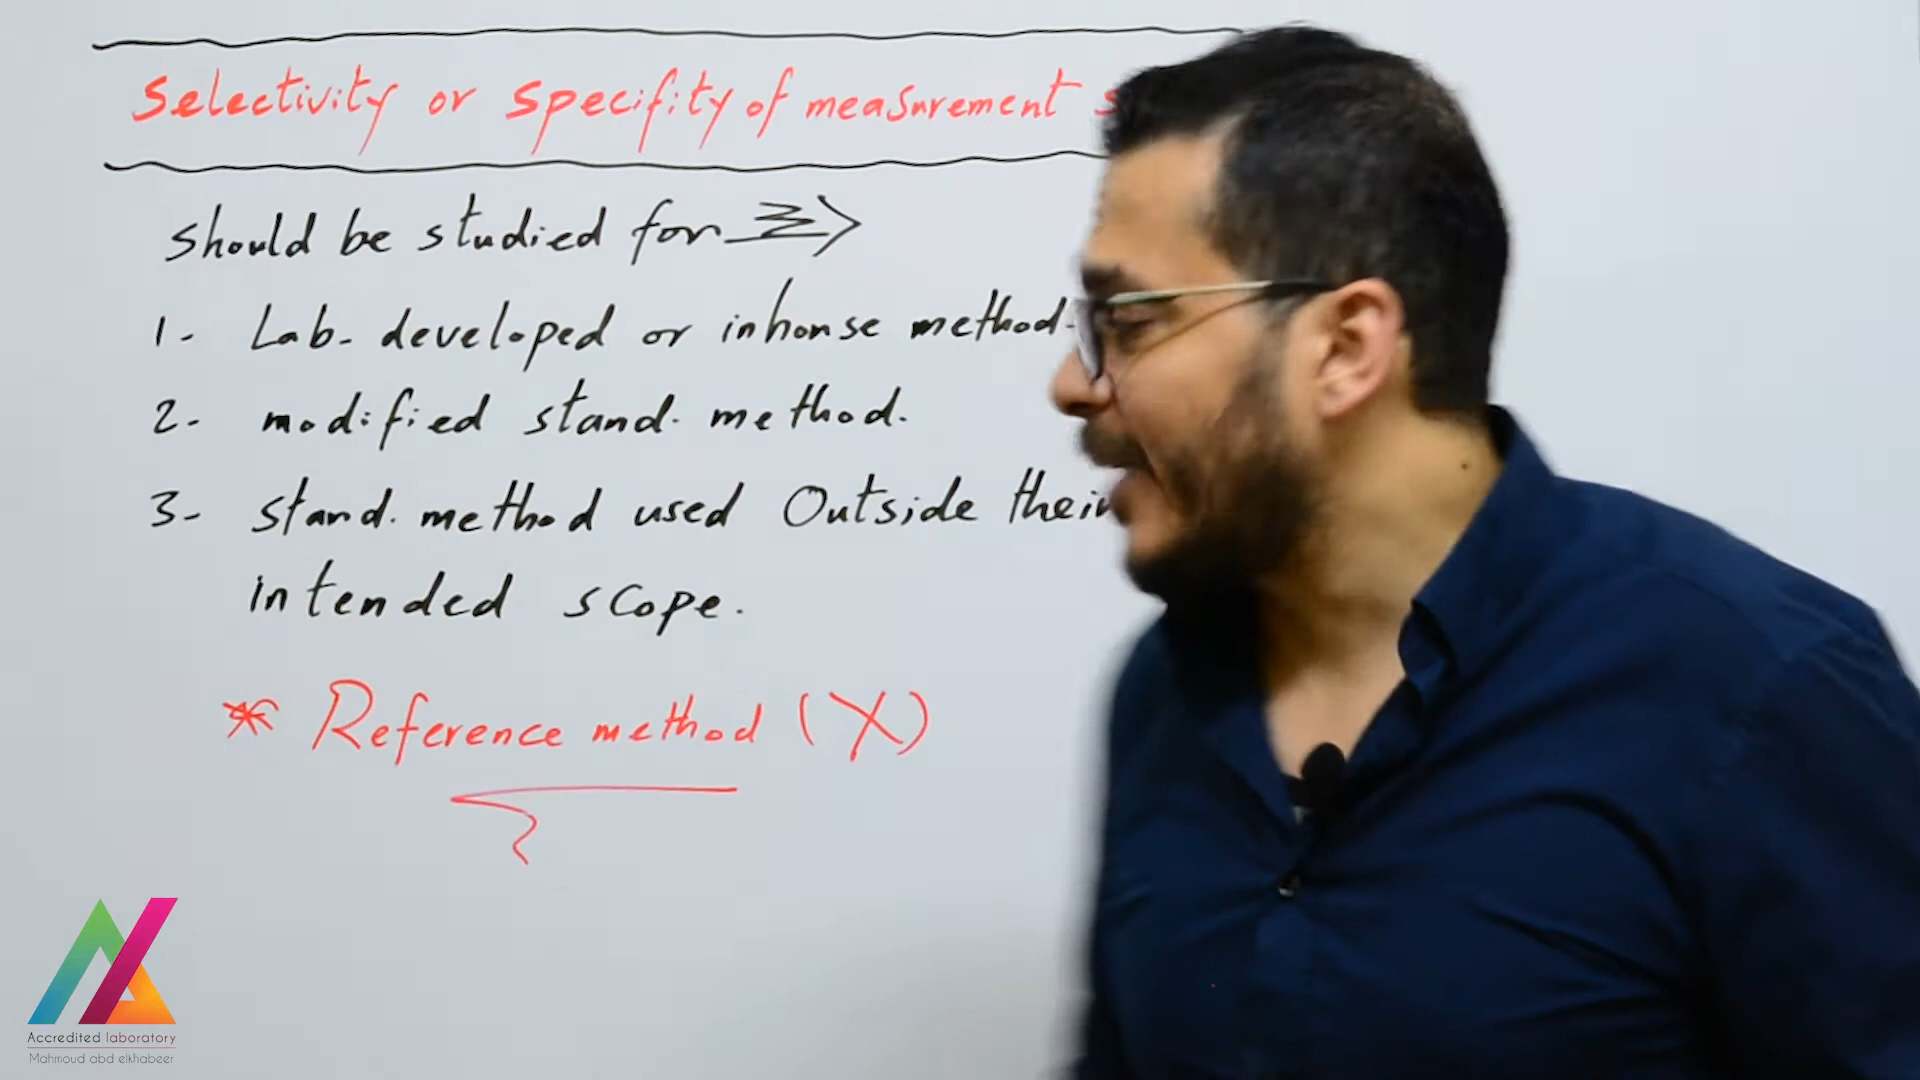 Selectivity or Specifity of measurement
Should be studied for
1- Lab. developed or inhouse method.
2- modified stand. method.
3- stand. method used Outside their
intended scope.
* Reference method (X)
Accredited laboratory
Mahmoud abd elkhabeer